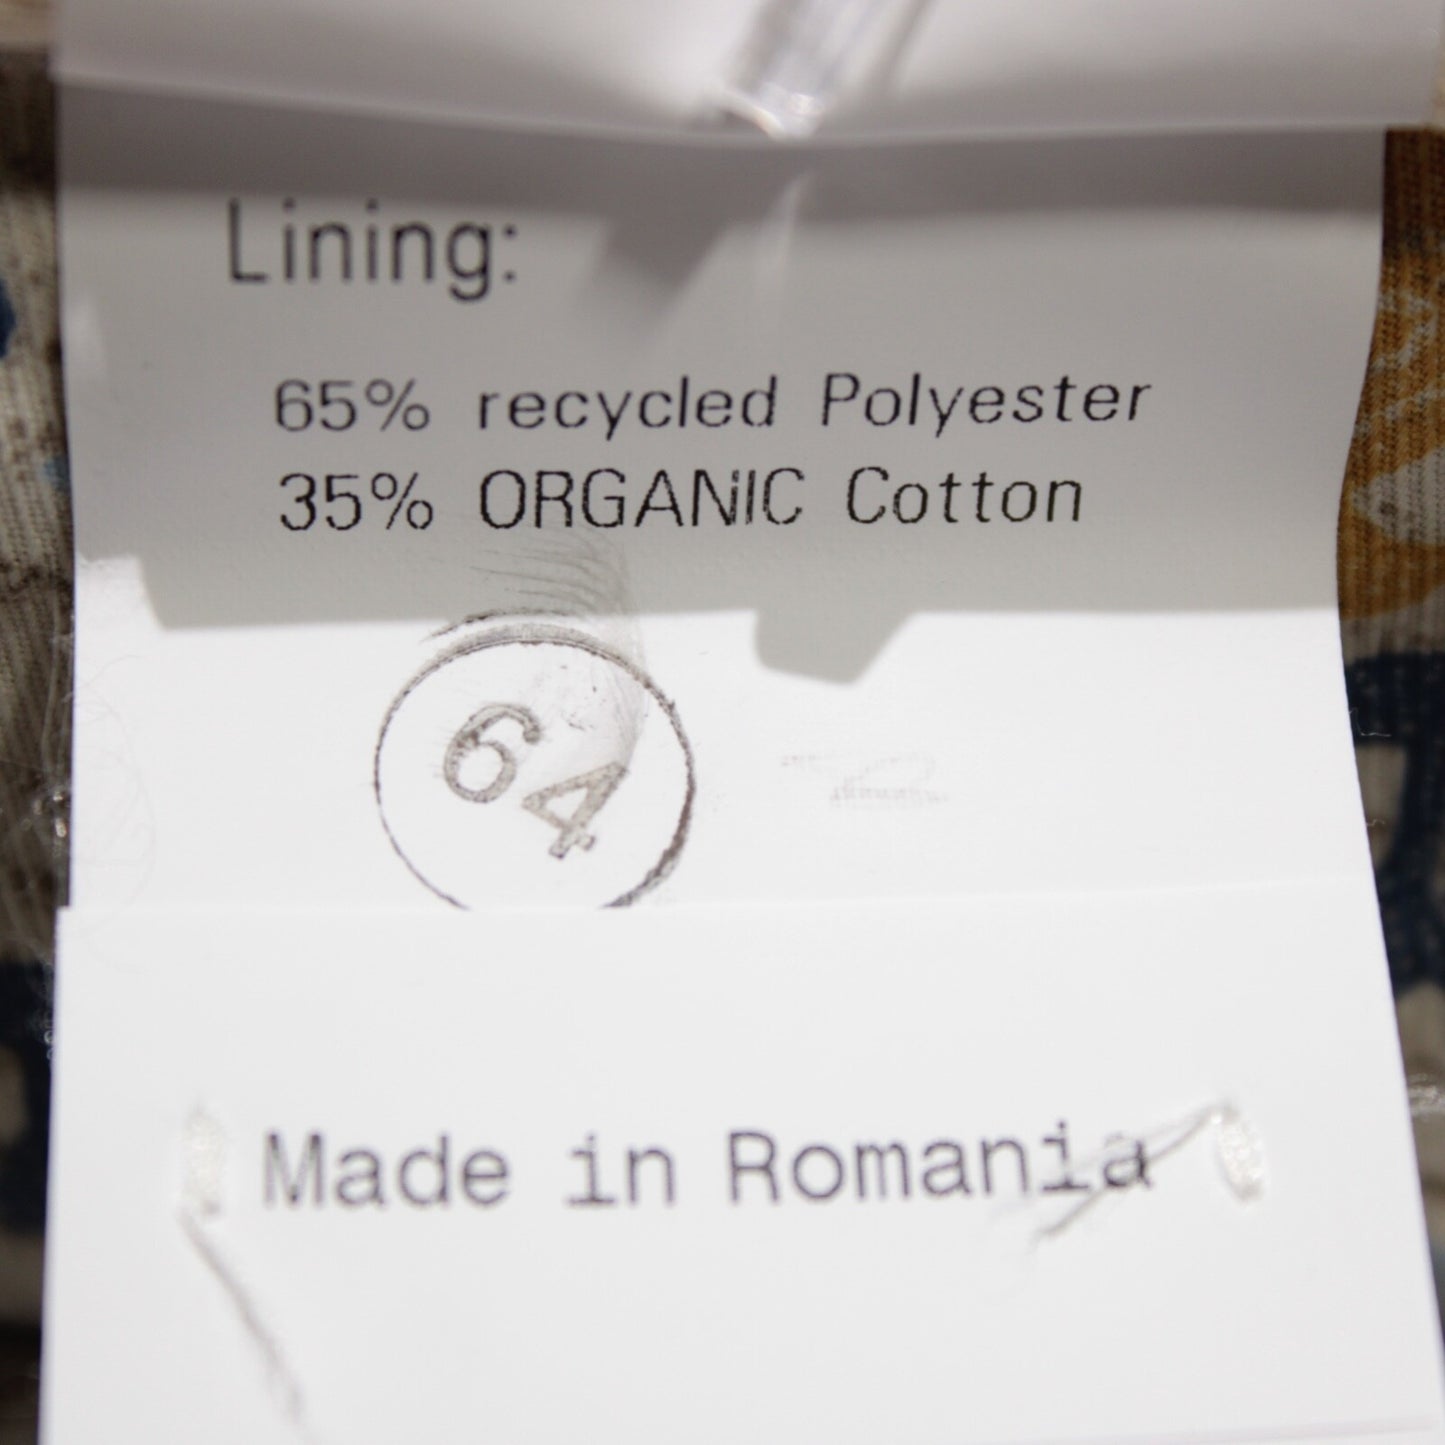 Lining:
65% recycled Polyester
35% ORGANIC Cotton
64
Made in Romania